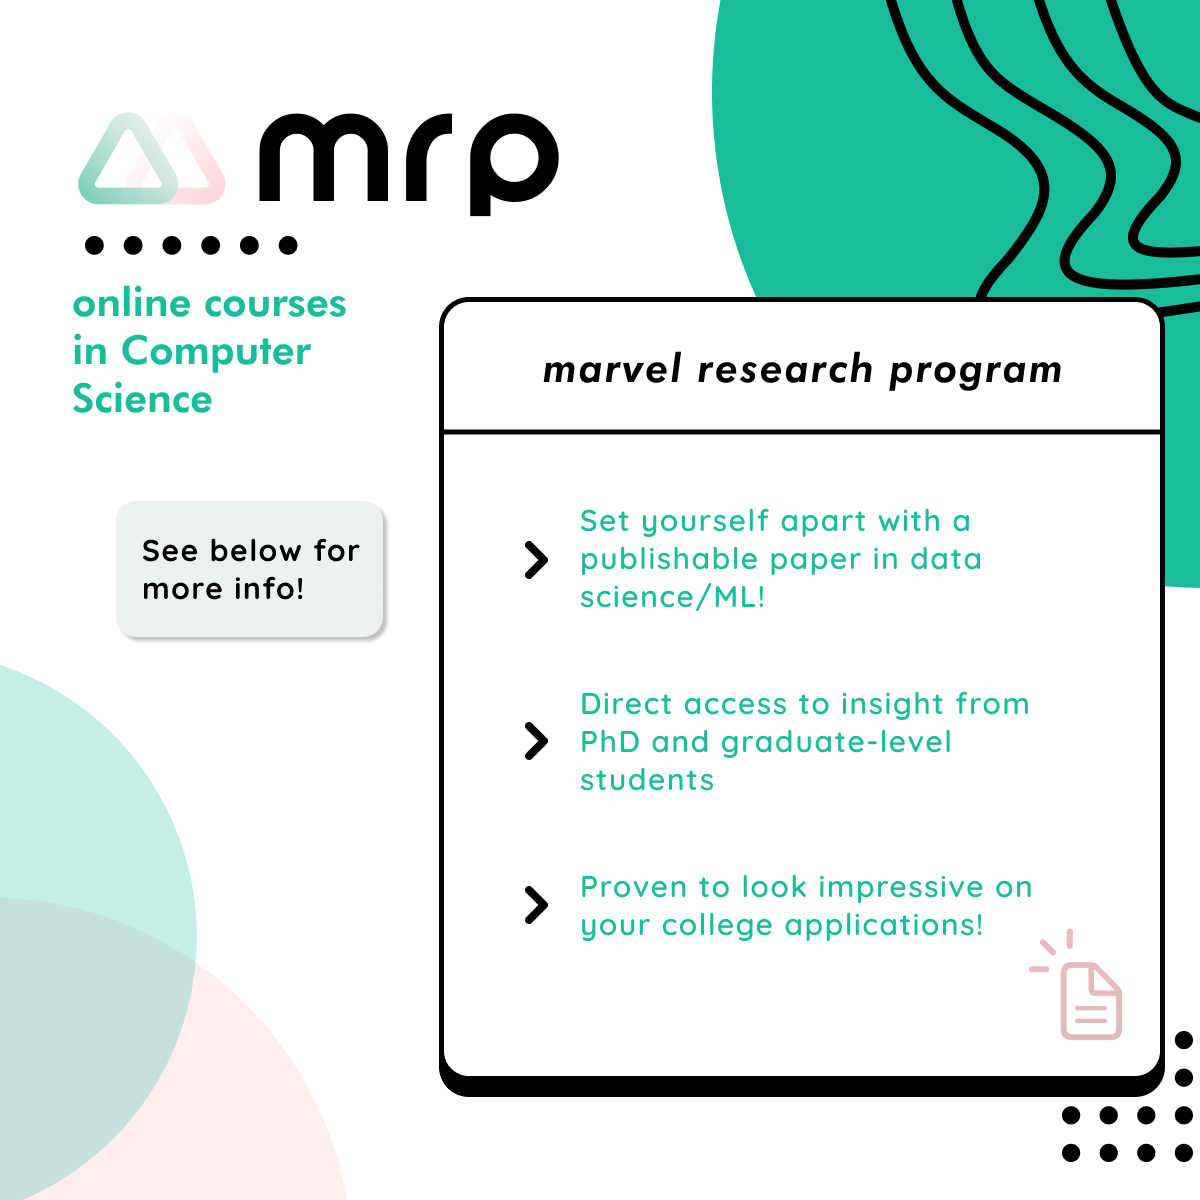 mrp
online courses
in Computer
Science
See below for
more info!
marvel research program
Set yourself apart with a
publishable paper in data
science/ML!
Direct access to insight from
PhD and graduate-level
students
Proven to look impressive on
your college applications!